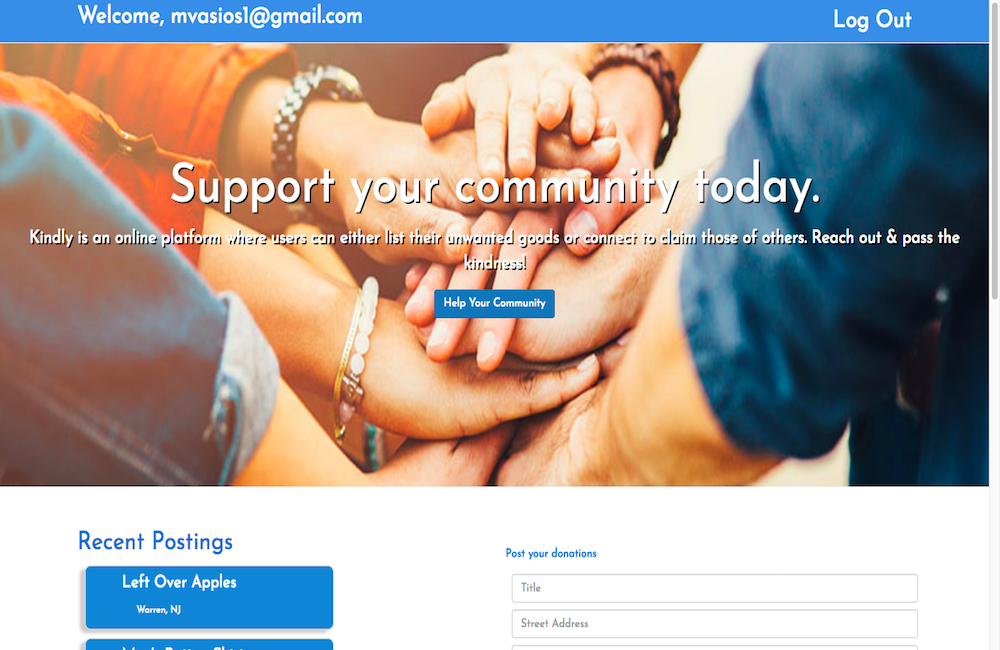 Welcome, mvasios1@gmail.com
Log Out
Support your community today.
Kindly is an online platform where users can either list their unwanted goods or connect to claim those of others. Reach out & pass the
kindness!
Help Your Community
Recent Postings
Left Over Apples
Warren, NJ
Post your donations
Title
Street Address